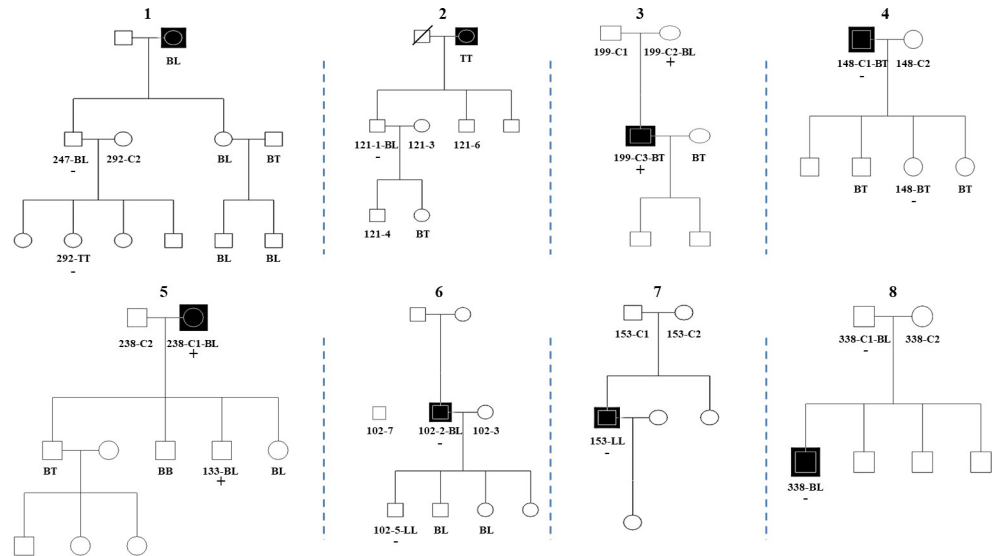 1
BL
247-BL 292-C2 BL BT
-
292-TT BL BL
-
2
TT
121-1-BL 121-3 121-6
-
121-4 BT
3
199-C1 199-C2-BL
+
199-C3-BT BT
+
4
148-C1-BT 148-C2
-
BT 148-BT BT
-
5
238-C2 238-C1-BL
+
BT BB 133-BL BL
+
6
102-7 102-2-BL 102-3
-
102-5-LL BL BL
-
7
153-C1 153-C2
153-LL
-
8
338-C1-BL 338-C2
-
338-BL
-